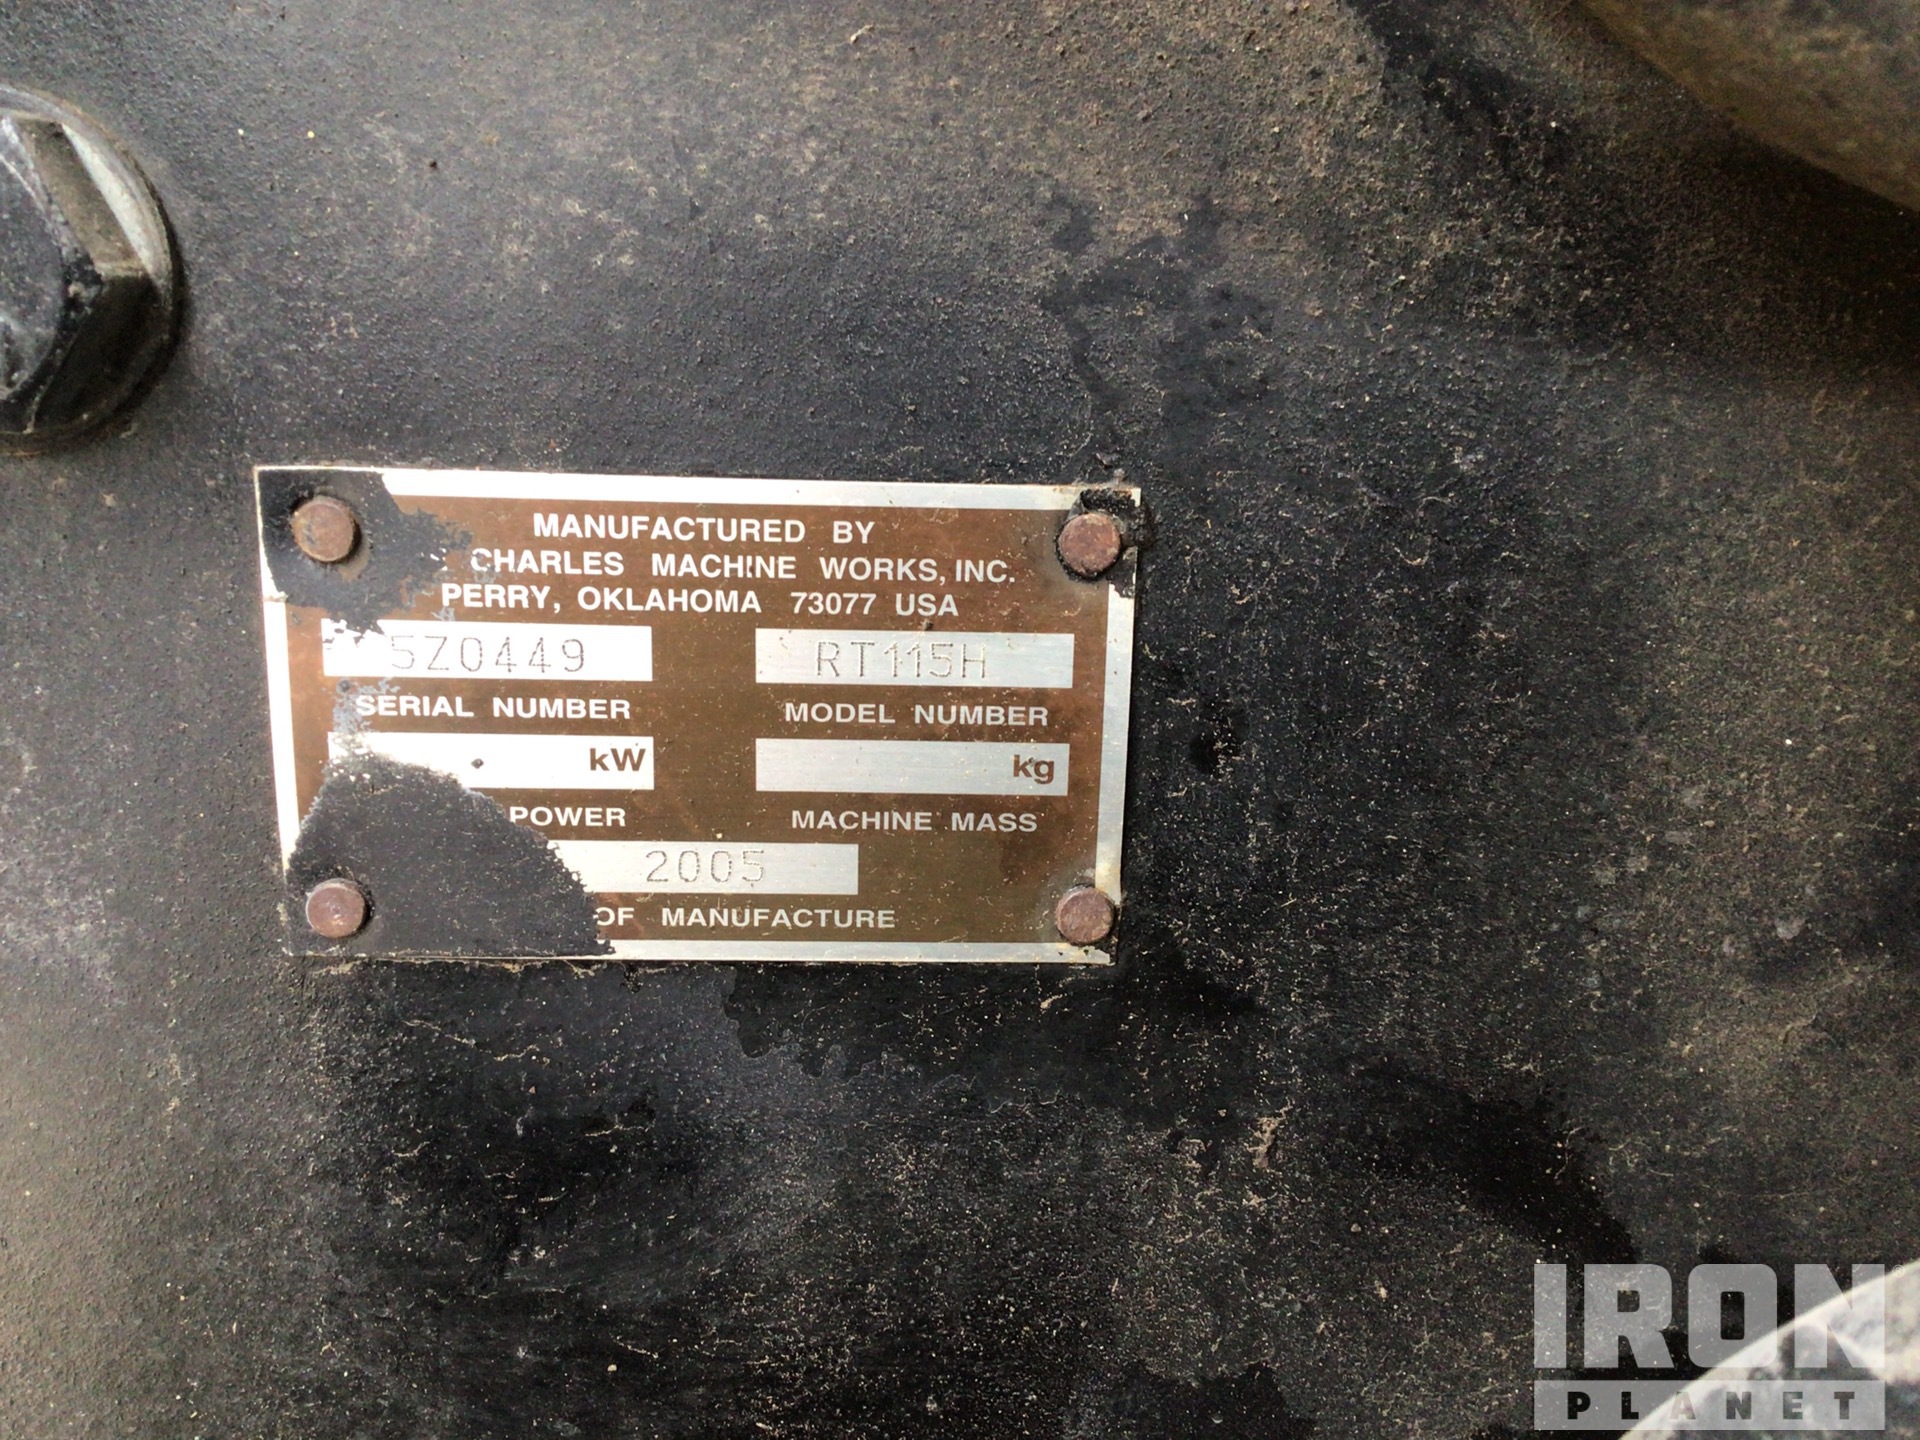 MANUFACTURED BY
CHARLES MACHINE WORKS, INC.
PERRY, OKLAHOMA 73077 USA
5Z0449 RT115H
SERIAL NUMBER MODEL NUMBER
kW kg
POWER MACHINE MASS
2005
OF MANUFACTURE
IRON
PLANET